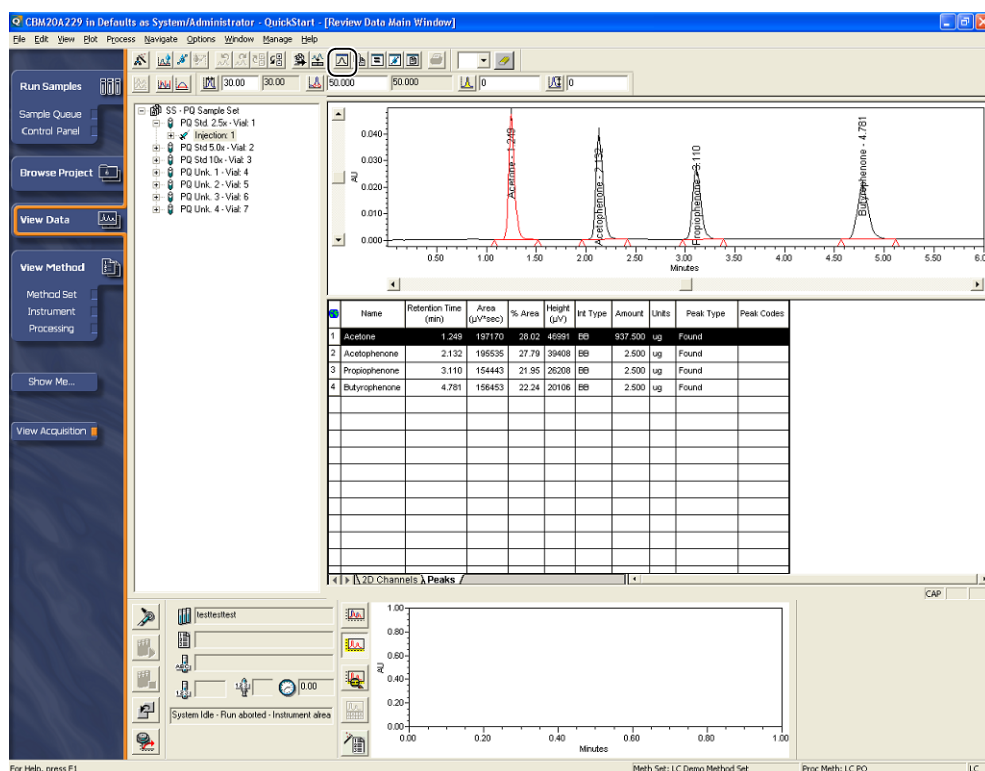 CBM20A229 in Defaults as System/Administrator - QuickStart - [Review Data Main Window]
File Edit View Plot Process Navigate Options Window Manage Help
30.00 30.00 50.000 50.000 0 0
Run Samples
Sample Queue
Control Panel
Browse Project
View Data
View Method
Method Set
Instrument
Processing
Show Me...
View Acquisition
SS - PQ Sample Set
PQ Std. 2.5x - Vial: 1
Injection: 1
PQ Std 5.0x - Vial: 2
PQ Std 10x - Vial: 3
PQ Unk. 1 - Vial: 4
PQ Unk. 2 - Vial: 5
PQ Unk. 3 - Vial: 6
PQ Unk. 4 - Vial: 7
AU
0.040
0.030
0.020
0.010
0.000
Acetone - 1.249
Acetophenone - 2.132
Propiophenone - 3.110
Butyrophenone - 4.781
0.50 1.00 1.50 2.00 2.50 3.00 3.50 4.00 4.50 5.00 5.50 6.0
Minutes
Name Retention Time (min) Area (µV*sec) % Area Height (µV) Int Type Amount Units Peak Type Peak Codes
1 Acetone 1.249 197170 28.02 46991 BB 937.500 ug Found
2 Acetophenone 2.132 195535 27.79 39408 BB 2.500 ug Found
3 Propiophenone 3.110 154443 21.95 26208 BB 2.500 ug Found
4 Butyrophenone 4.781 156453 22.24 20106 BB 2.500 ug Found
2D Channels Peaks
CAP
testtesttest
0.00
System Idle - Run aborted - Instrument alrea
AU
1.00
0.80
0.60
0.40
0.20
0.00
0.00 0.20 0.40 0.60 0.80 1.00
Minutes
For Help, press F1
Meth Set: LC Demo Method Set Proc Meth: LC PQ LC